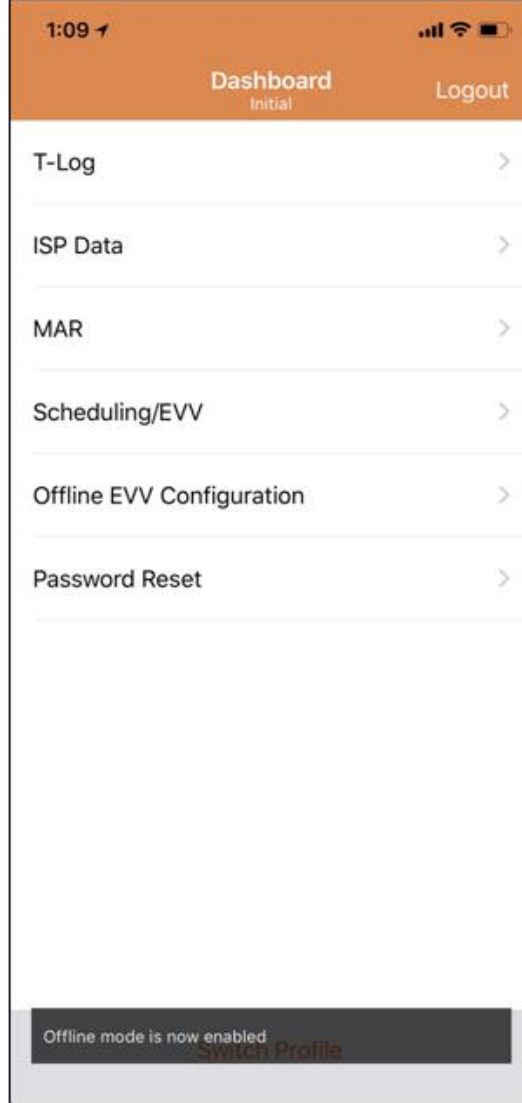 1:09
Dashboard
Initial
Logout
T-Log
ISP Data
MAR
Scheduling/EVV
Offline EVV Configuration
Password Reset
Offline mode is now enabled
Switch Profile